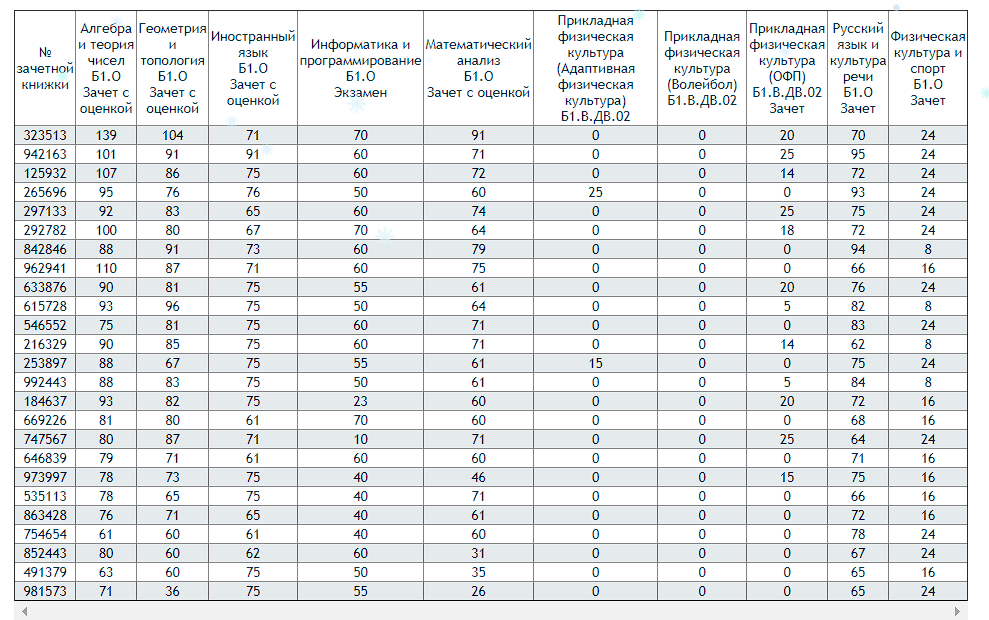 № зачетной книжки | Алгебра и теория чисел Б1.О Зачет с оценкой | Геометрия и топология Б1.О Зачет с оценкой | Иностранный язык Б1.О Зачет с оценкой | Информатика и программирование Б1.О Экзамен | Математический анализ Б1.О Зачет с оценкой | Прикладная физическая культура (Адаптивная физическая культура) Б1.В.ДВ.02 | Прикладная физическая культура (Волейбол) Б1.В.ДВ.02 | Прикладная физическая культура (ОФП) Б1.В.ДВ.02 Зачет | Русский язык и культура речи Б1.О Зачет | Физическая культура и спорт Б1.О Зачет
323513 139 104 71 70 91 0 0 20 70 24
942163 101 91 91 60 71 0 0 25 95 24
125932 107 86 75 60 72 0 0 14 72 24
265696 95 76 76 50 60 25 0 0 93 24
297133 92 83 65 60 74 0 0 25 75 24
292782 100 80 67 70 64 0 0 18 72 24
842846 88 91 73 60 79 0 0 0 94 8
962941 110 87 71 60 75 0 0 0 66 16
633876 90 81 75 55 61 0 0 20 76 24
615728 93 96 75 50 64 0 0 5 82 8
546552 75 81 75 60 71 0 0 0 83 24
216329 90 85 75 60 71 0 0 14 62 8
253897 88 67 75 55 61 15 0 0 75 24
992443 88 83 75 50 61 0 0 5 84 8
184637 93 82 75 23 60 0 0 20 72 16
669226 81 80 61 70 60 0 0 0 68 16
747567 80 87 71 10 71 0 0 25 64 24
646839 79 71 61 60 60 0 0 0 71 16
973997 78 73 75 40 46 0 0 15 75 16
535113 78 65 75 40 71 0 0 0 66 16
863428 76 71 65 40 61 0 0 0 72 16
754654 61 60 61 40 60 0 0 0 78 24
852443 80 60 62 60 31 0 0 0 67 24
491379 63 60 75 50 35 0 0 0 65 16
981573 71 36 75 55 26 0 0 0 65 24